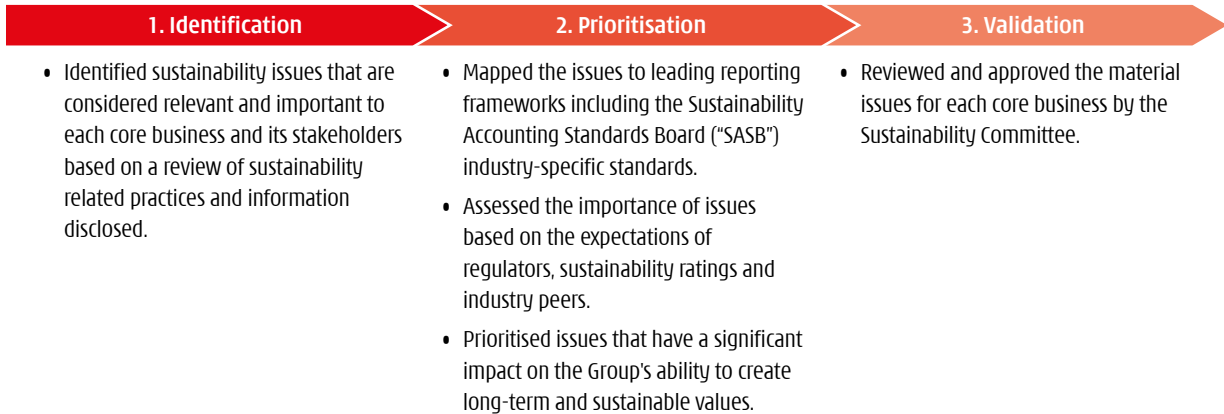 1. Identification
• Identified sustainability issues that are
considered relevant and important to
each core business and its stakeholders
based on a review of sustainability
related practices and information
disclosed.
2. Prioritisation
• Mapped the issues to leading reporting
frameworks including the Sustainability
Accounting Standards Board (“SASB”)
industry-specific standards.
• Assessed the importance of issues
based on the expectations of
regulators, sustainability ratings and
industry peers.
• Prioritised issues that have a significant
impact on the Group's ability to create
long-term and sustainable values.
3. Validation
• Reviewed and approved the material
issues for each core business by the
Sustainability Committee.